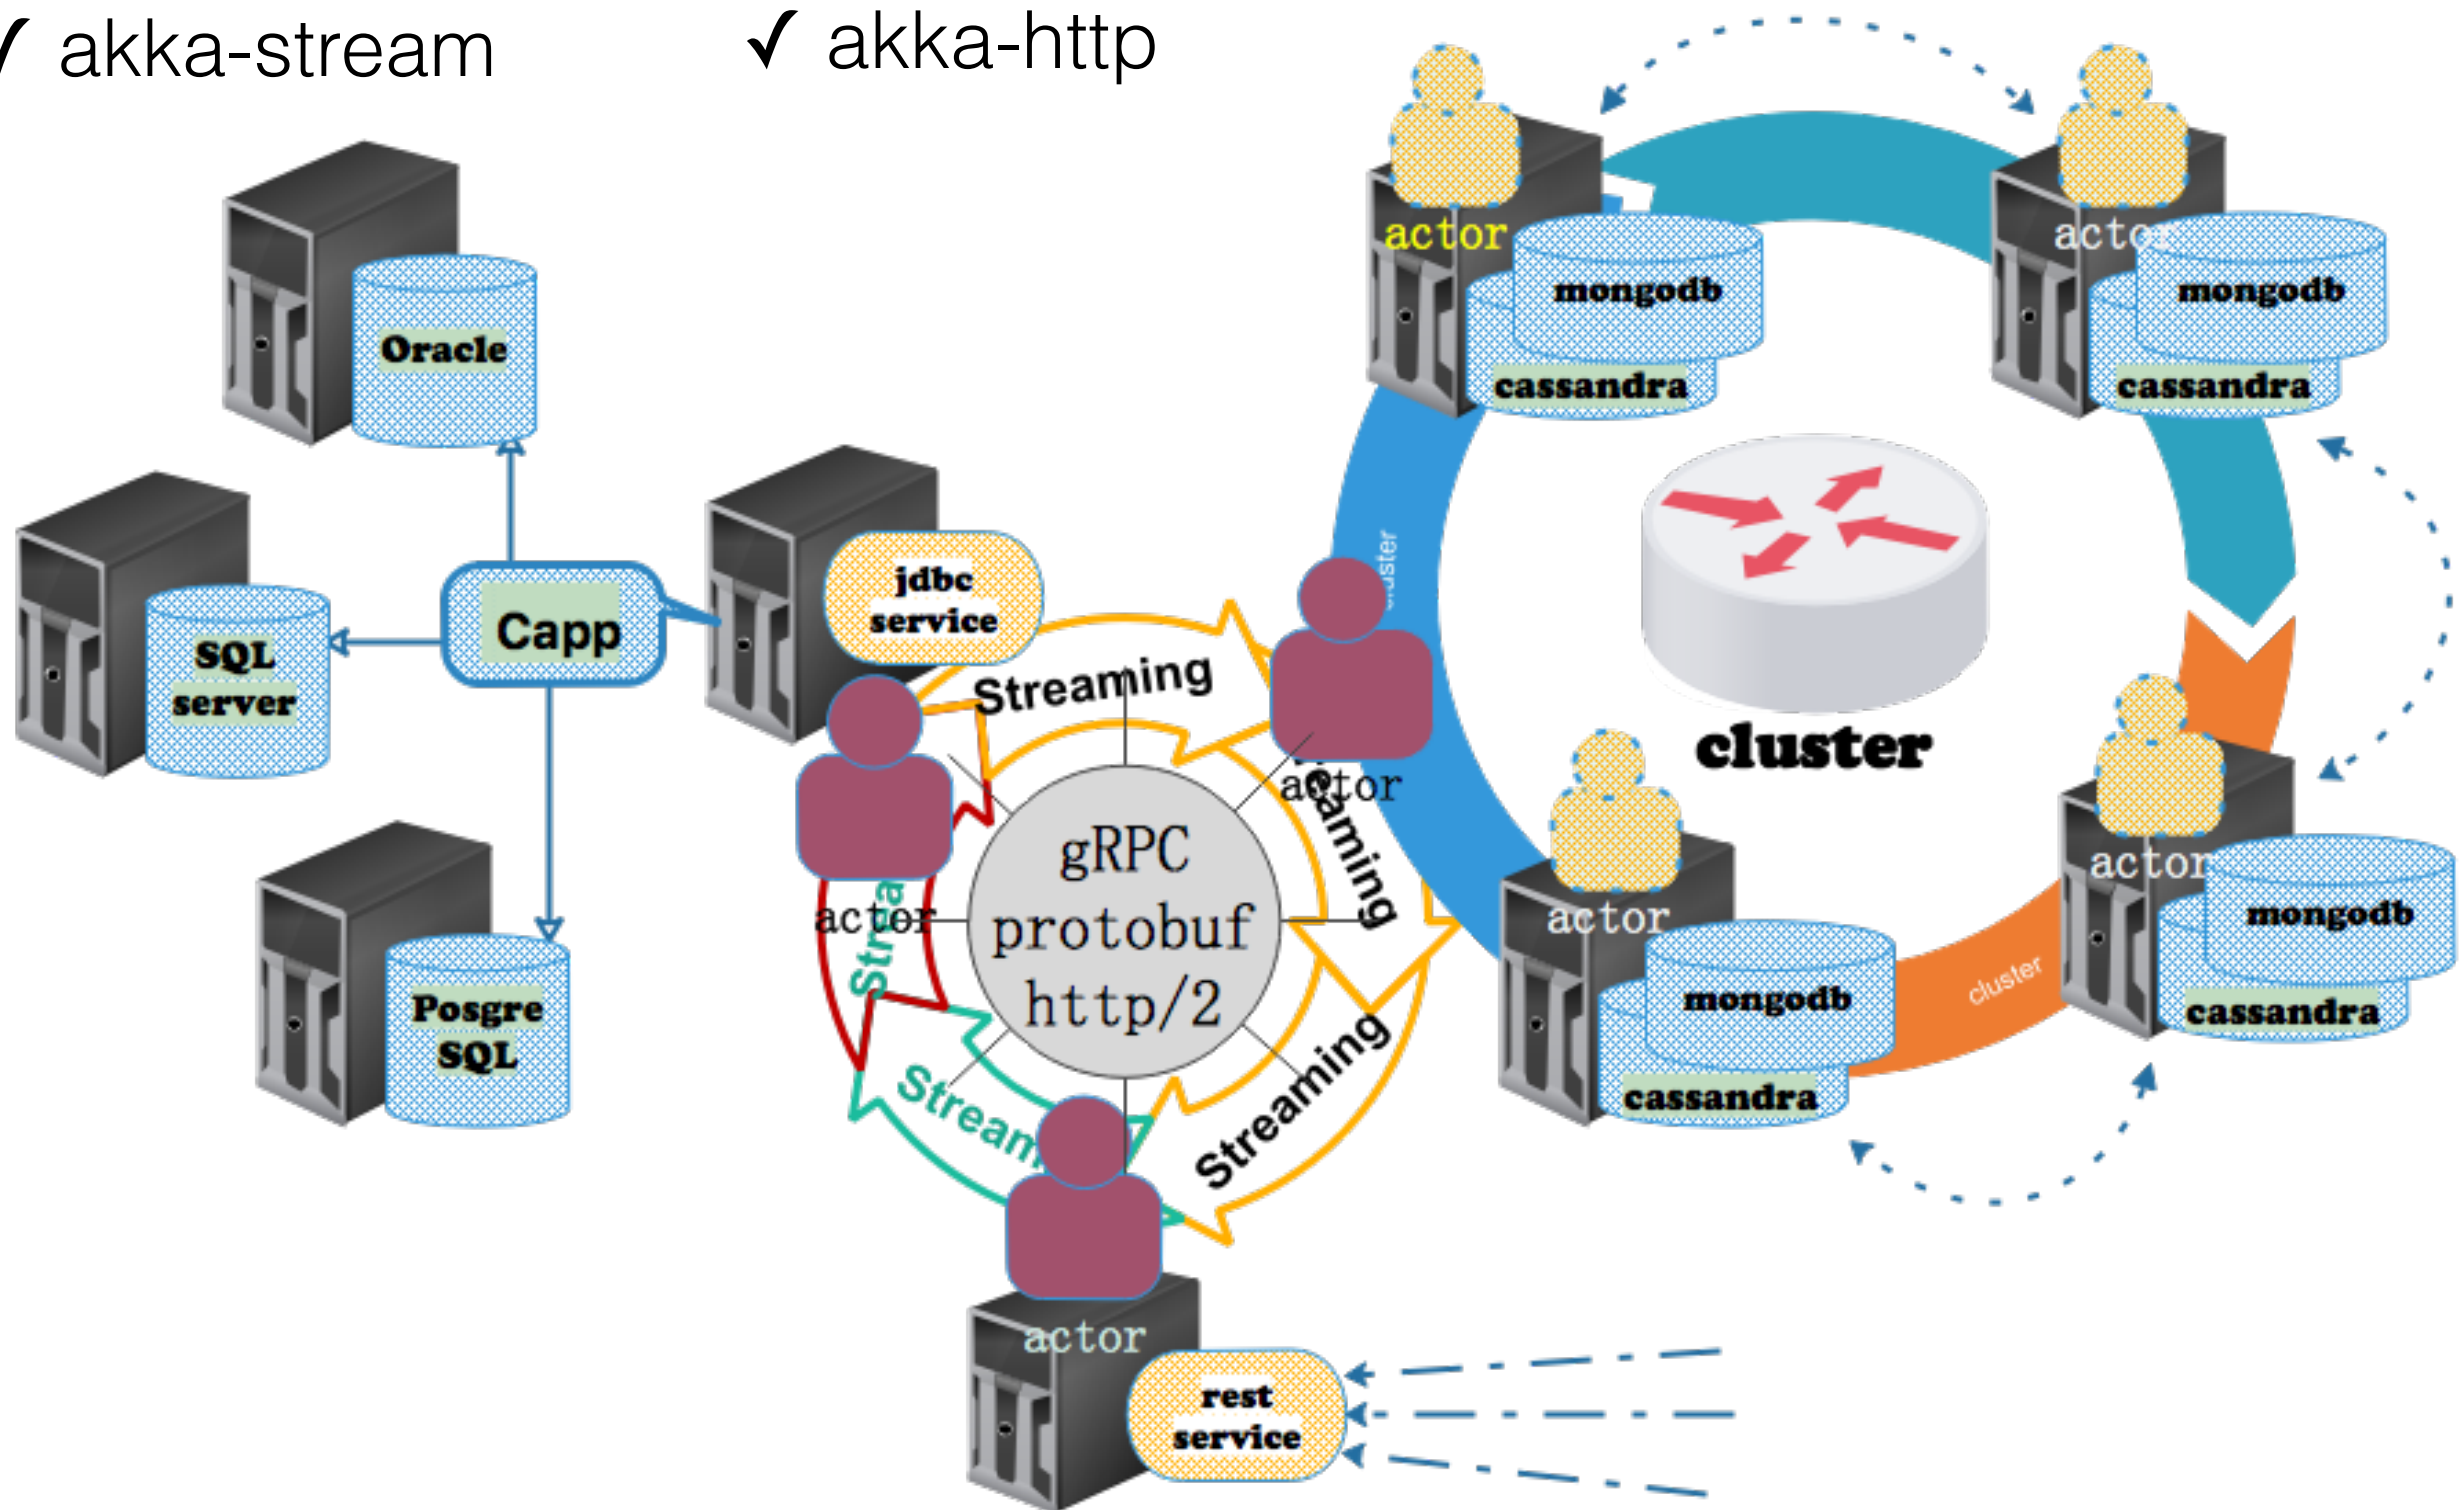 ✓ akka-stream
✓ akka-http
actor
mongodb
cassandra
actor
mongodb
cassandra
Oracle
SQL
server
Capp
jdbc
service
Posgre
SQL
cluster
cluster
actor
mongodb
cassandra
actor
mongodb
cassandra
cluster
Streaming
actor
Streaming
actor
gRPC
protobuf
http/2
Stream
actor
rest
service